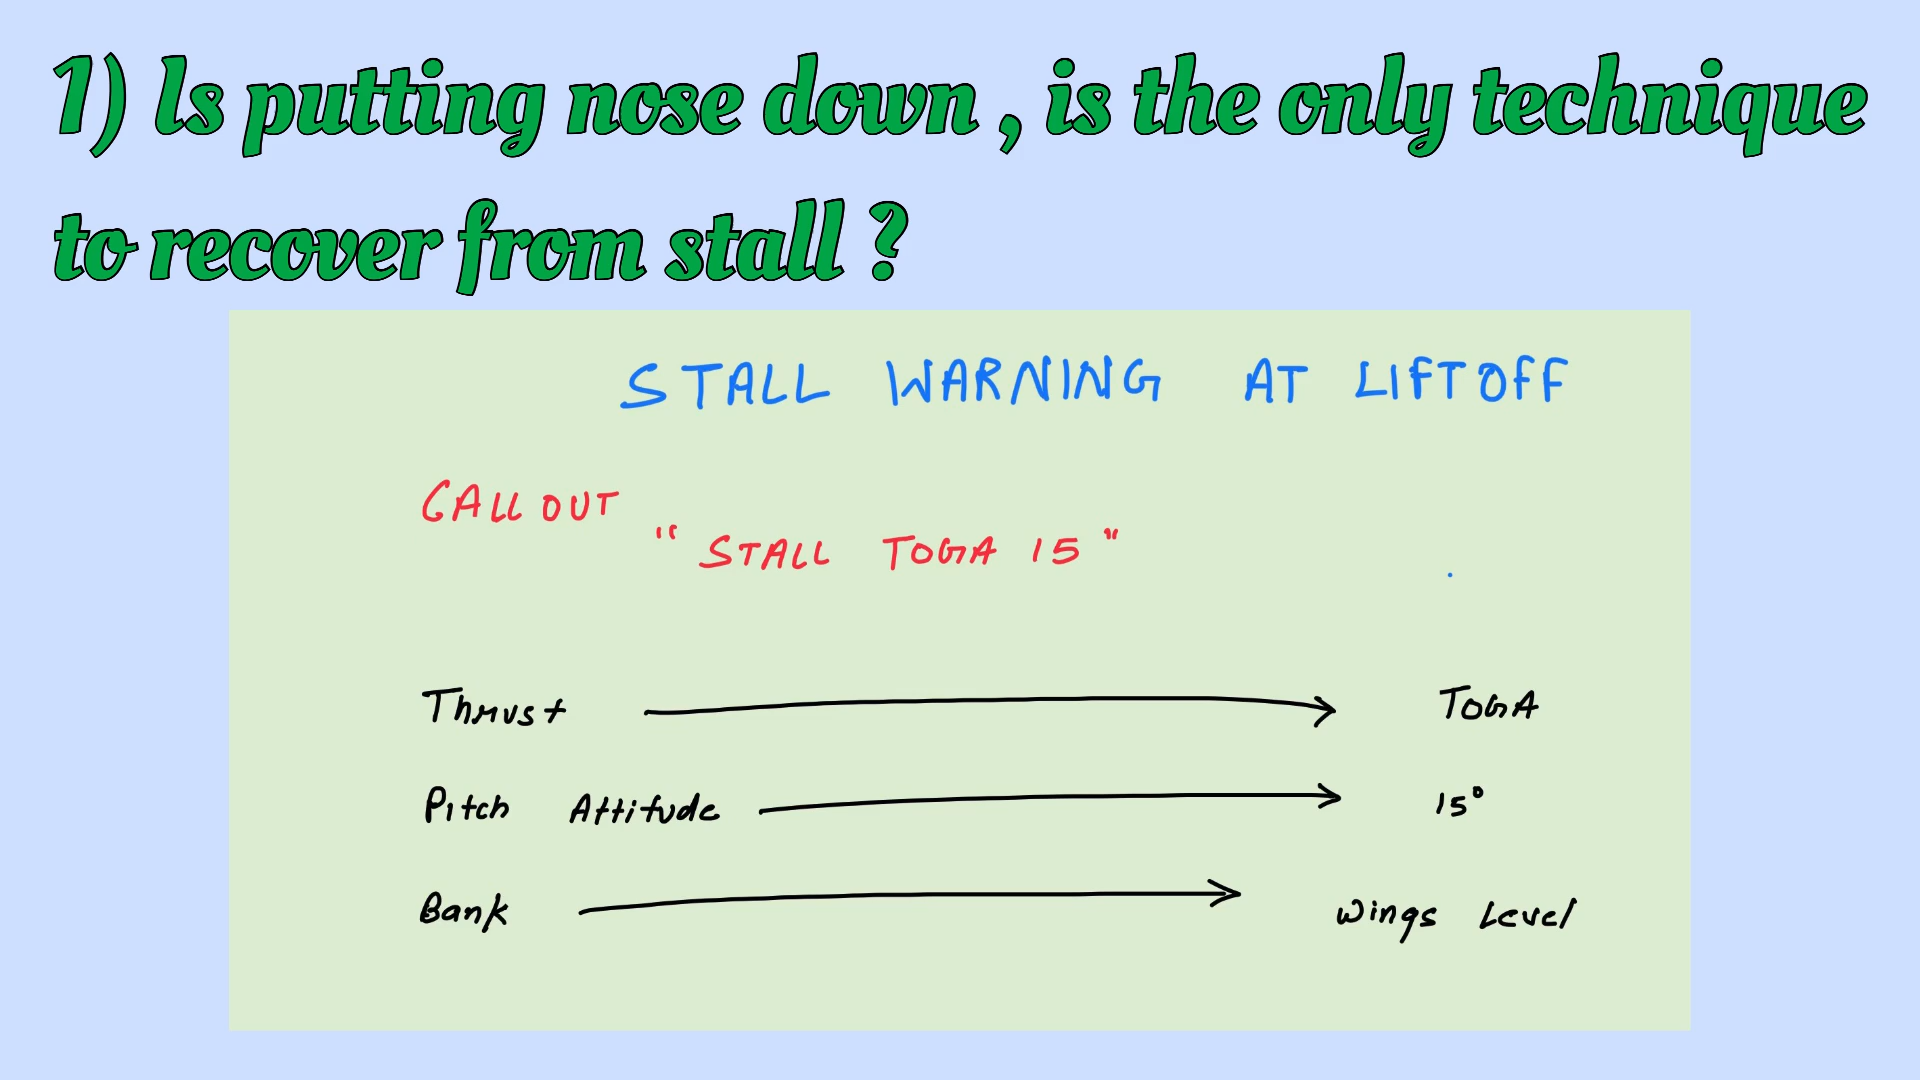 1) Is putting nose down , is the only technique
to recover from stall ?
STALL WARNING AT LIFTOFF
CALL OUT
"STALL TOGA 15"
Thrust → TOGA
Pitch Attitude → 15°
Bank → Wings Level